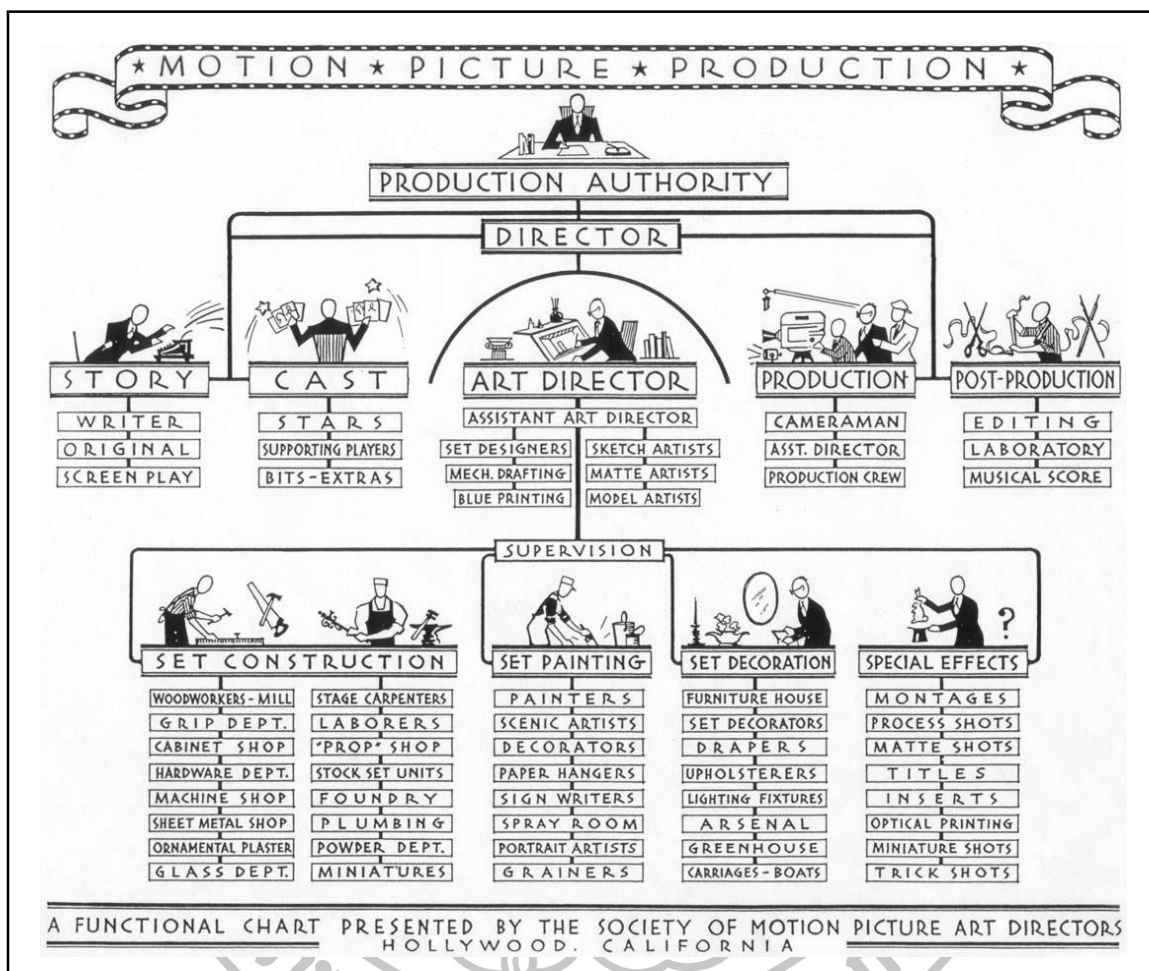 ★ MOTION ★ PICTURE ★ PRODUCTION ★
PRODUCTION AUTHORITY
DIRECTOR
STORY
WRITER
ORIGINAL
SCREEN PLAY
CAST
STARS
SUPPORTING PLAYERS
BITS-EXTRAS
ART DIRECTOR
ASSISTANT ART DIRECTOR
SET DESIGNERS
MECH. DRAFTING
BLUE PRINTING
SKETCH ARTISTS
MATTE ARTISTS
MODEL ARTISTS
PRODUCTION
CAMERAMAN
ASST. DIRECTOR
PRODUCTION CREW
POST-PRODUCTION
EDITING
LABORATORY
MUSICAL SCORE
SUPERVISION
SET CONSTRUCTION
WOODWORKERS-MILL
GRIP DEPT.
CABINET SHOP
HARDWARE DEPT.
MACHINE SHOP
SHEET METAL SHOP
ORNAMENTAL PLASTER
GLASS DEPT.
STAGE CARPENTERS
LABORERS
"PROP" SHOP
STOCK SET UNITS
FOUNDRY
PLUMBING
POWDER DEPT.
MINIATURES
SET PAINTING
PAINTERS
SCENIC ARTISTS
DECORATORS
PAPER HANGERS
SIGN WRITERS
SPRAY ROOM
PORTRAIT ARTISTS
GRAINERS
SET DECORATION
FURNITURE HOUSE
SET DECORATORS
DRAPERS
UPHOLSTERERS
LIGHTING FIXTURES
ARSENAL
GREENHOUSE
CARRIAGES-BOATS
?
SPECIAL EFFECTS
MONTAGES
PROCESS SHOTS
MATTE SHOTS
TITLES
INSERTS
OPTICAL PRINTING
MINIATURE SHOTS
TRICK SHOTS
A FUNCTIONAL CHART PRESENTED BY THE SOCIETY OF MOTION PICTURE ART DIRECTORS
HOLLYWOOD. CALIFORNIA